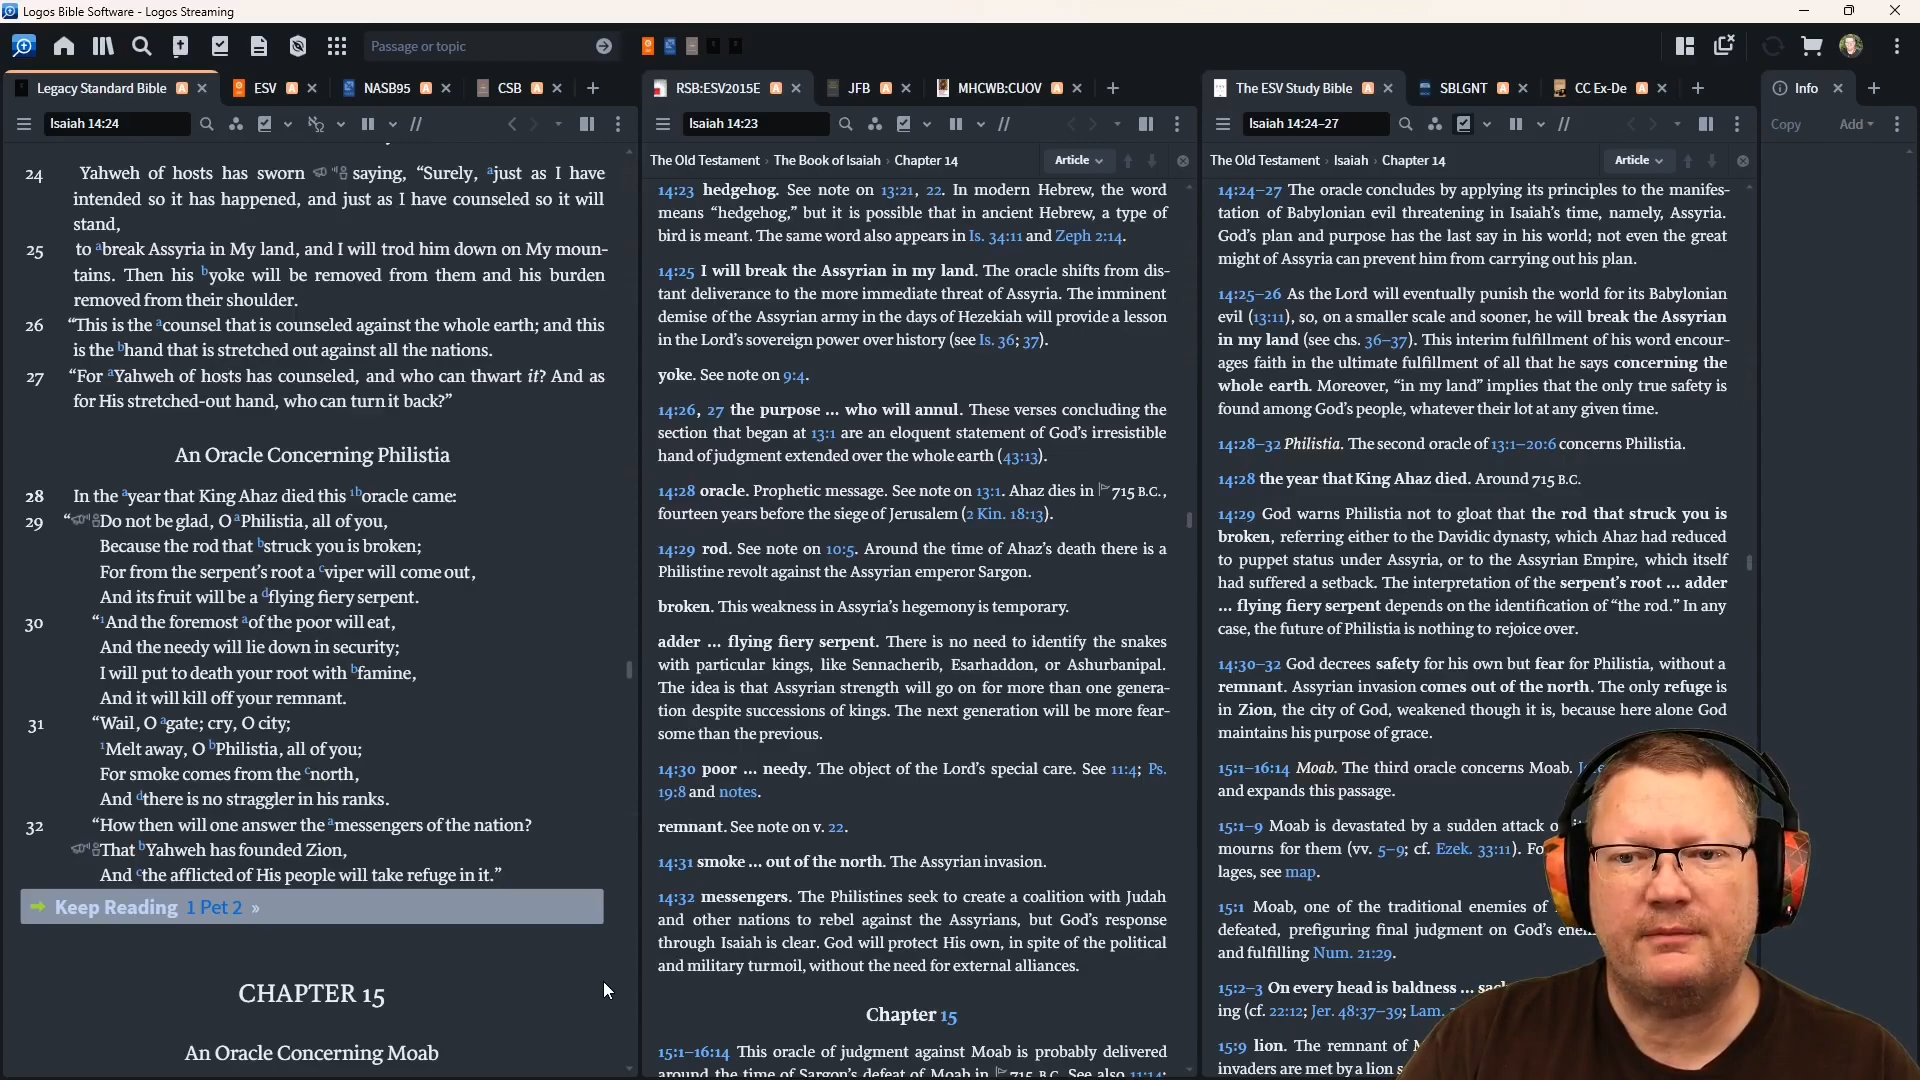 Logos Bible Software - Logos Streaming
Passage or topic
Legacy Standard Bible A
ESV A
NASB95 A
CSB A
RSB:ESV2015E A
JFB A
MHCWB:CUOV A
The ESV Study Bible A
SBLGNT A
CC Ex-De A
Info
Isaiah 14:24
Isaiah 14:23
Isaiah 14:24–27
Copy
Add
24 Yahweh of hosts has sworn saying, “Surely, ajust as I have
intended so it has happened, and just as I have counseled so it will
stand,
25 to abreak Assyria in My land, and I will trod him down on My moun-
tains. Then his byoke will be removed from them and his burden
removed from their shoulder.
26 “This is the acounsel that is counseled against the whole earth; and this
is the bhand that is stretched out against all the nations.
27 “For aYahweh of hosts has counseled, and who can thwart it? And as
for His stretched-out hand, who can turn it back?”
An Oracle Concerning Philistia
28 In the ayear that King Ahaz died this 1boracle came:
29 “Do not be glad, O aPhilistia, all of you,
Because the rod that bstruck you is broken;
For from the serpent’s root a cviper will come out,
And its fruit will be a dflying fiery serpent.
30 “1And the foremost aof the poor will eat,
And the needy will lie down in security;
I will put to death your root with bfamine,
And it will kill off your remnant.
31 “Wail, O agate; cry, O city;
1Melt away, O bPhilistia, all of you;
For smoke comes from the cnorth,
And dthere is no straggler in his ranks.
32 “How then will one answer the amessengers of the nation?
That bYahweh has founded Zion,
And cthe afflicted of His people will take refuge in it.”
Keep Reading 1 Pet 2 »
CHAPTER 15
An Oracle Concerning Moab
The Old Testament › The Book of Isaiah › Chapter 14
Article
14:23 hedgehog. See note on 13:21, 22. In modern Hebrew, the word
means “hedgehog,” but it is possible that in ancient Hebrew, a type of
bird is meant. The same word also appears in Is. 34:11 and Zeph 2:14.
14:25 I will break the Assyrian in my land. The oracle shifts from dis-
tant deliverance to the more immediate threat of Assyria. The imminent
demise of the Assyrian army in the days of Hezekiah will provide a lesson
in the Lord’s sovereign power over history (see Is. 36; 37).
yoke. See note on 9:4.
14:26, 27 the purpose ... who will annul. These verses concluding the
section that began at 13:1 are an eloquent statement of God’s irresistible
hand of judgment extended over the whole earth (43:13).
14:28 oracle. Prophetic message. See note on 13:1. Ahaz dies in 715 B.C.,
fourteen years before the siege of Jerusalem (2 Kin. 18:13).
14:29 rod. See note on 10:5. Around the time of Ahaz’s death there is a
Philistine revolt against the Assyrian emperor Sargon.
broken. This weakness in Assyria’s hegemony is temporary.
adder ... flying fiery serpent. There is no need to identify the snakes
with particular kings, like Sennacherib, Esarhaddon, or Ashurbanipal.
The idea is that Assyrian strength will go on for more than one genera-
tion despite successions of kings. The next generation will be more fear-
some than the previous.
14:30 poor ... needy. The object of the Lord’s special care. See 11:4; Ps.
19:8 and notes.
remnant. See note on v. 22.
14:31 smoke ... out of the north. The Assyrian invasion.
14:32 messengers. The Philistines seek to create a coalition with Judah
and other nations to rebel against the Assyrians, but God’s response
through Isaiah is clear. God will protect His own, in spite of the political
and military turmoil, without the need for external alliances.
Chapter 15
15:1–16:14 This oracle of judgment against Moab is probably delivered
around the time of Sargon’s defeat of Moab in 715 B.C. See also 11:14;
The Old Testament › Isaiah › Chapter 14
Article
14:24–27 The oracle concludes by applying its principles to the manifes-
tation of Babylonian evil threatening in Isaiah’s time, namely, Assyria.
God’s plan and purpose has the last say in his world; not even the great
might of Assyria can prevent him from carrying out his plan.
14:25–26 As the Lord will eventually punish the world for its Babylonian
evil (13:11), so, on a smaller scale and sooner, he will break the Assyrian
in my land (see chs. 36–37). This interim fulfillment of his word encour-
ages faith in the ultimate fulfillment of all that he says concerning the
whole earth. Moreover, “in my land” implies that the only true safety is
found among God’s people, whatever their lot at any given time.
14:28–32 Philistia. The second oracle of 13:1–20:6 concerns Philistia.
14:28 the year that King Ahaz died. Around 715 B.C.
14:29 God warns Philistia not to gloat that the rod that struck you is
broken, referring either to the Davidic dynasty, which Ahaz had reduced
to puppet status under Assyria, or to the Assyrian Empire, which itself
had suffered a setback. The interpretation of the serpent’s root ... adder
... flying fiery serpent depends on the identification of “the rod.” In any
case, the future of Philistia is nothing to rejoice over.
14:30–32 God decrees safety for his own but fear for Philistia, without a
remnant. Assyrian invasion comes out of the north. The only refuge is
in Zion, the city of God, weakened though it is, because here alone God
maintains his purpose of grace.
15:1–16:14 Moab. The third oracle concerns Moab.
and expands this passage.
15:1–9 Moab is devastated by a sudden attack
mourns for them (vv. 5–9; cf. Ezek. 33:11).
lages, see map.
15:1 Moab, one of the traditional enemies of
defeated, prefiguring final judgment on God’s
and fulfilling Num. 21:29.
15:2–3 On every head is baldness ...
ing (cf. 22:12; Jer. 48:37–39; Lam.
15:9 lion. The remnant of
invaders are met by a lion